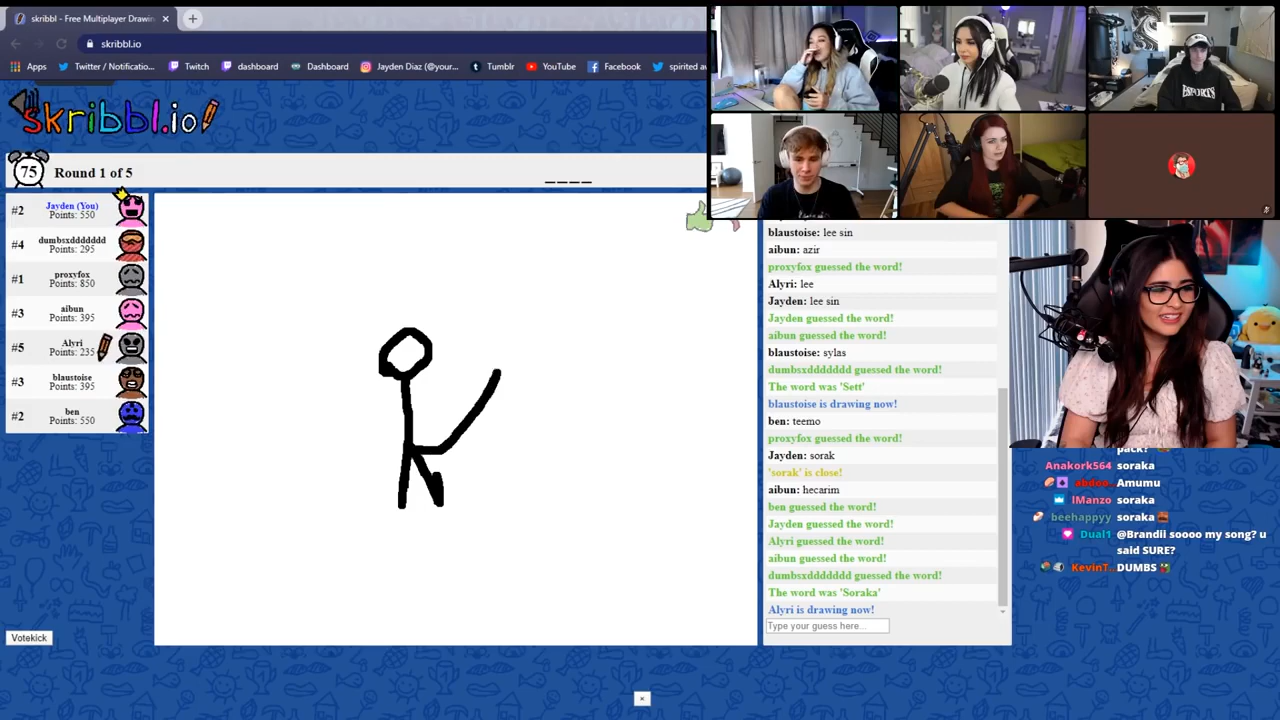 skribbl - Free Multiplayer Drawin
skribbl.io
Apps
Twitter / Notificatio...
Twitch
dashboard
Dashboard
Jayden Diaz (@your...
Tumblr
YouTube
Facebook
spirited
skribbl.io
ESPORTS
75
Round 1 of 5
____
#2
Jayden (You)
Points: 550
#4
dumbsxddddddd
Points: 295
#1
proxyfox
Points: 850
#3
aibun
Points: 395
#5
Alyri
Points: 235
#3
blaustoise
Points: 395
#2
ben
Points: 550
Votekick
blaustoise: lee sin
aibun: azir
proxyfox guessed the word!
Alyri: lee
Jayden: lee sin
Jayden guessed the word!
aibun guessed the word!
blaustoise: sylas
dumbsxddddddd guessed the word!
The word was 'Sett'
blaustoise is drawing now!
ben: teemo
proxyfox guessed the word!
Jayden: sorak
'sorak' is close!
aibun: hecarim
ben guessed the word!
Jayden guessed the word!
Alyri guessed the word!
aibun guessed the word!
dumbsxddddddd guessed the word!
The word was 'Soraka'
Alyri is drawing now!
Type your guess here...
pack?
Anakork564 soraka
Amumu
lManzo soraka
beehappyy soraka
Dual1 @Brandil soooo my song? u
said SURE?
KevinT... DUMBS